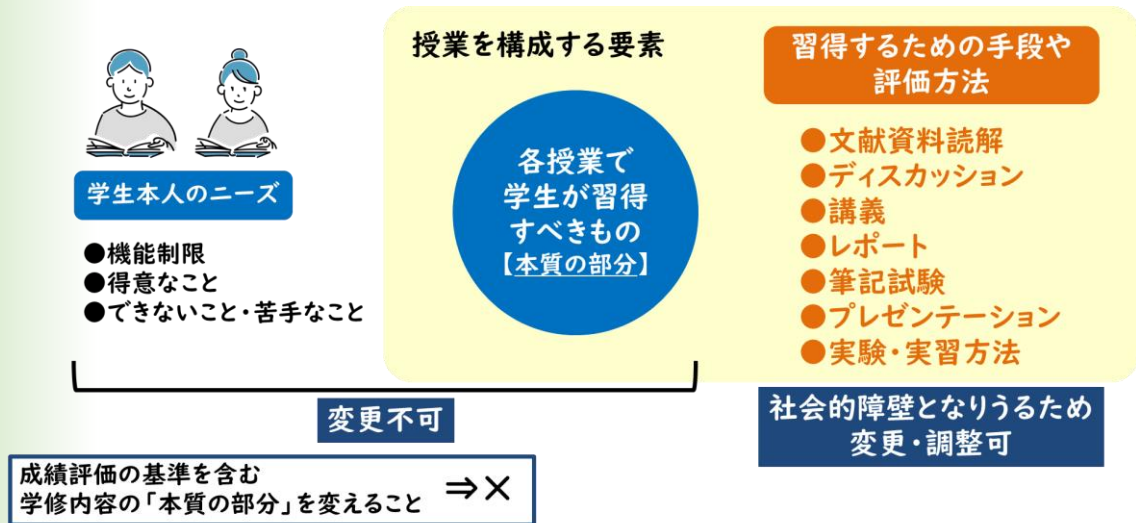 学生本人のニーズ
●機能制限
●得意なこと
●できないこと・苦手なこと
授業を構成する要素
各授業で
学生が習得
すべきもの
【本質の部分】
習得するための手段や
評価方法
●文献資料読解
●ディスカッション
●講義
●レポート
●筆記試験
●プレゼンテーション
●実験・実習方法
変更不可
社会的障壁となりうるため
変更・調整可
成績評価の基準を含む
学修内容の「本質の部分」を変えること ⇒×